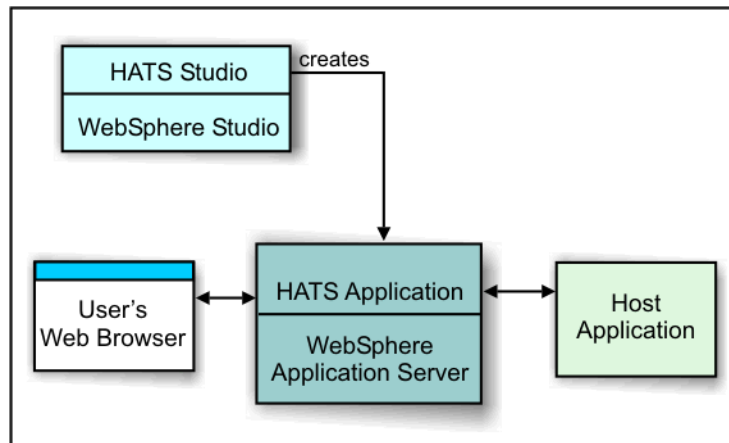 HATS Studio
creates
WebSphere Studio
User's
Web Browser
HATS Application
WebSphere
Application Server
Host
Application